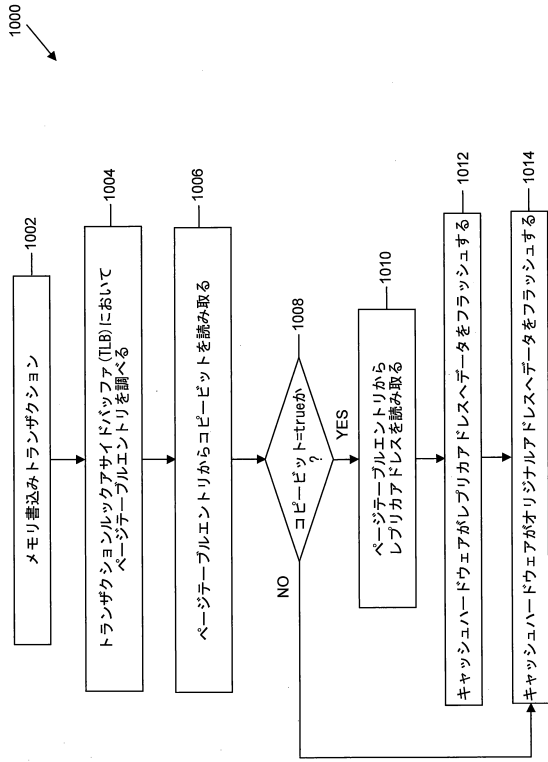 1000
メモリ書込みトランザクション
1002
トランザクションルックアサイドバッファ(TLB)において
ページテーブルエントリを調べる
1004
ページテーブルエントリからコピービットを読み取る
1006
コピービット=trueか
?
1008
NO
YES
ページテーブルエントリから
レプリカアドレスを読み取る
1010
キャッシュハードウェアがレプリカアドレスへデータをフラッシュする
1012
キャッシュハードウェアがオリジナルアドレスへデータをフラッシュする
1014